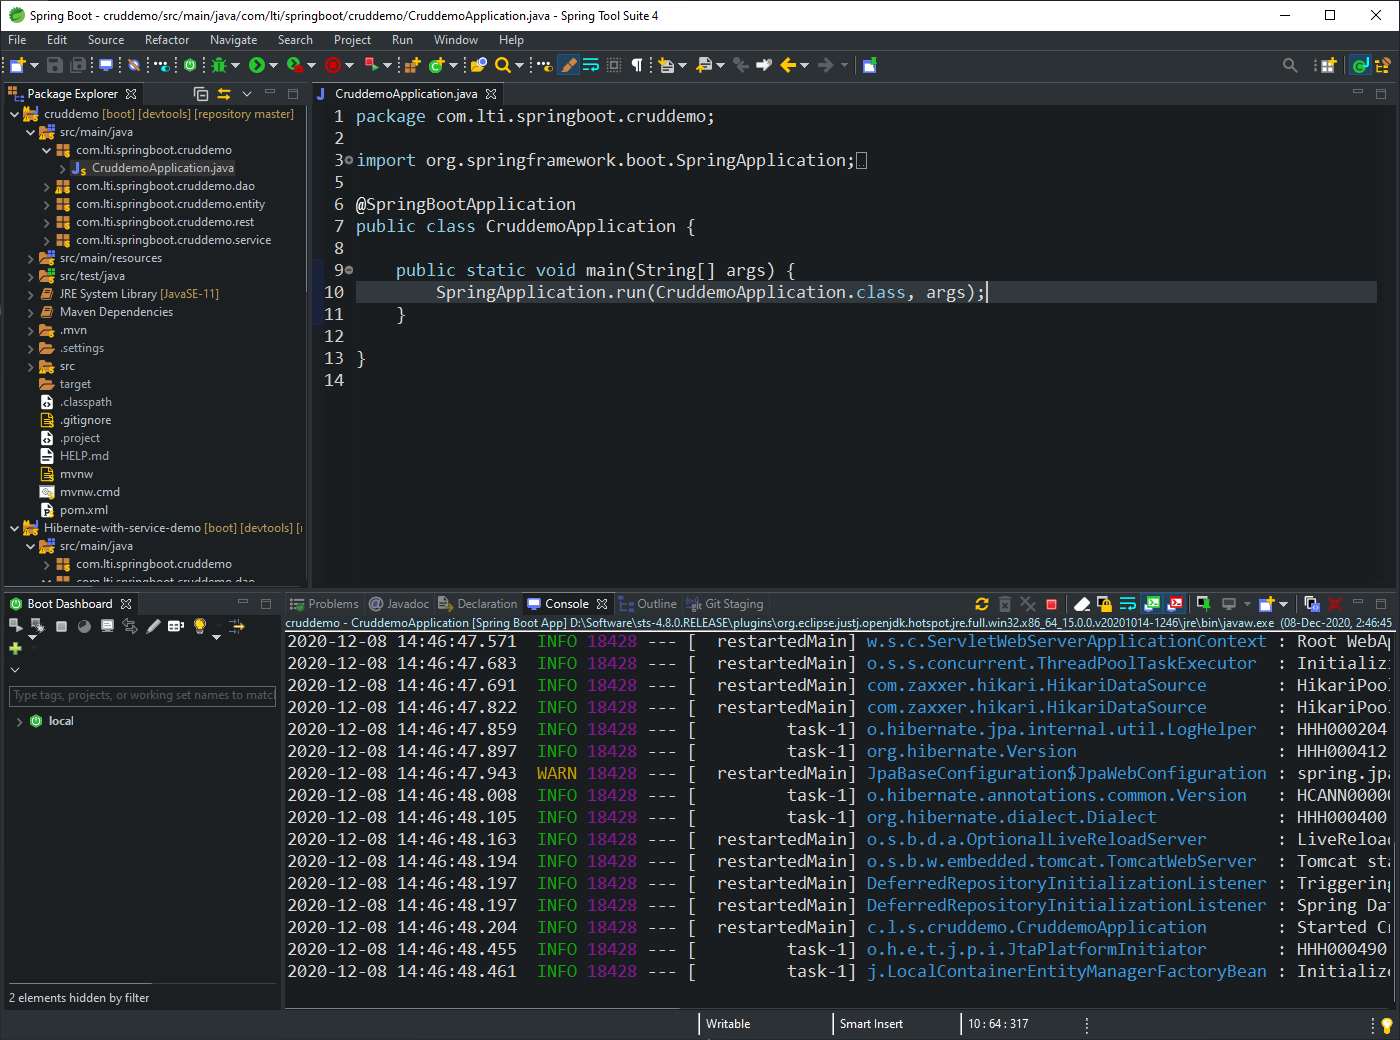 Spring Boot - cruddemo/src/main/java/com/lti/springboot/cruddemo/CruddemoApplication.java - Spring Tool Suite 4
File Edit Source Refactor Navigate Search Project Run Window Help
Package Explorer
cruddemo [boot] [devtools] [repository master]
src/main/java
com.lti.springboot.cruddemo
CruddemoApplication.java
com.lti.springboot.cruddemo.dao
com.lti.springboot.cruddemo.entity
com.lti.springboot.cruddemo.rest
com.lti.springboot.cruddemo.service
src/main/resources
src/test/java
JRE System Library [JavaSE-11]
Maven Dependencies
.mvn
.settings
src
target
.classpath
.gitignore
.project
HELP.md
mvnw
mvnw.cmd
pom.xml
Hibernate-with-service-demo [boot] [devtools] [
src/main/java
com.lti.springboot.cruddemo
com.lti.springboot.cruddemo.dao
CruddemoApplication.java
1 package com.lti.springboot.cruddemo;
2
3 import org.springframework.boot.SpringApplication;
5
6 @SpringBootApplication
7 public class CruddemoApplication {
8
9 public static void main(String[] args) {
10 SpringApplication.run(CruddemoApplication.class, args);
11 }
12
13 }
14
Boot Dashboard
Type tags, projects, or working set names to matc
local
2 elements hidden by filter
Problems Javadoc Declaration Console Outline Git Staging
cruddemo - CruddemoApplication [Spring Boot App] D:\Software\sts-4.8.0.RELEASE\plugins\org.eclipse.justj.openjdk.hotspot.jre.full.win32.x86_64_15.0.0.v20201014-1246\jre\bin\javaw.exe (08-Dec-2020, 2:46:45
2020-12-08 14:46:47.571 INFO 18428 --- [ restartedMain] w.s.c.ServletWebServerApplicationContext : Root WebAp
2020-12-08 14:46:47.683 INFO 18428 --- [ restartedMain] o.s.s.concurrent.ThreadPoolTaskExecutor : Initializi
2020-12-08 14:46:47.691 INFO 18428 --- [ restartedMain] com.zaxxer.hikari.HikariDataSource : HikariPool
2020-12-08 14:46:47.822 INFO 18428 --- [ restartedMain] com.zaxxer.hikari.HikariDataSource : HikariPool
2020-12-08 14:46:47.859 INFO 18428 --- [ task-1] o.hibernate.jpa.internal.util.LogHelper : HHH000204
2020-12-08 14:46:47.897 INFO 18428 --- [ task-1] org.hibernate.Version : HHH000412
2020-12-08 14:46:47.943 WARN 18428 --- [ restartedMain] JpaBaseConfiguration$JpaWebConfiguration : spring.jpa
2020-12-08 14:46:48.008 INFO 18428 --- [ task-1] o.hibernate.annotations.common.Version : HCANN00000
2020-12-08 14:46:48.105 INFO 18428 --- [ task-1] org.hibernate.dialect.Dialect : HHH000400
2020-12-08 14:46:48.163 INFO 18428 --- [ restartedMain] o.s.b.d.a.OptionalLiveReloadServer : LiveReload
2020-12-08 14:46:48.194 INFO 18428 --- [ restartedMain] o.s.b.w.embedded.tomcat.TomcatWebServer : Tomcat sta
2020-12-08 14:46:48.197 INFO 18428 --- [ restartedMain] DeferredRepositoryInitializationListener : Triggering
2020-12-08 14:46:48.197 INFO 18428 --- [ restartedMain] DeferredRepositoryInitializationListener : Spring Dat
2020-12-08 14:46:48.204 INFO 18428 --- [ restartedMain] c.l.s.cruddemo.CruddemoApplication : Started Cr
2020-12-08 14:46:48.455 INFO 18428 --- [ task-1] o.h.e.t.j.p.i.JtaPlatformInitiator : HHH000490
2020-12-08 14:46:48.461 INFO 18428 --- [ task-1] j.LocalContainerEntityManagerFactoryBean : Initialize
Writable Smart Insert 10 : 64 : 317